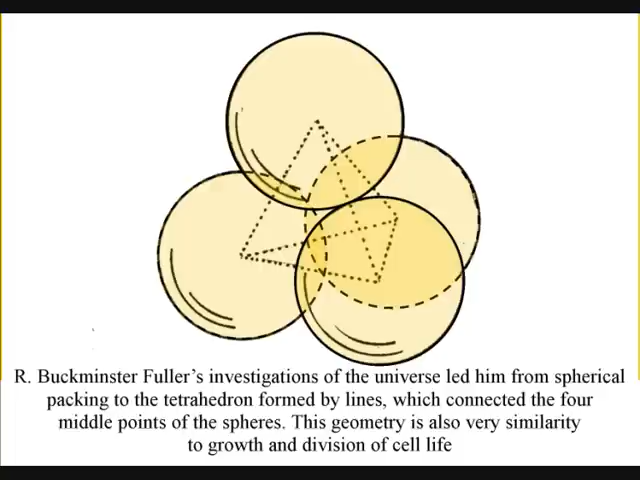 R. Buckminster Fuller’s investigations of the universe led him from spherical
packing to the tetrahedron formed by lines, which connected the four
middle points of the spheres. This geometry is also very similarity
to growth and division of cell life